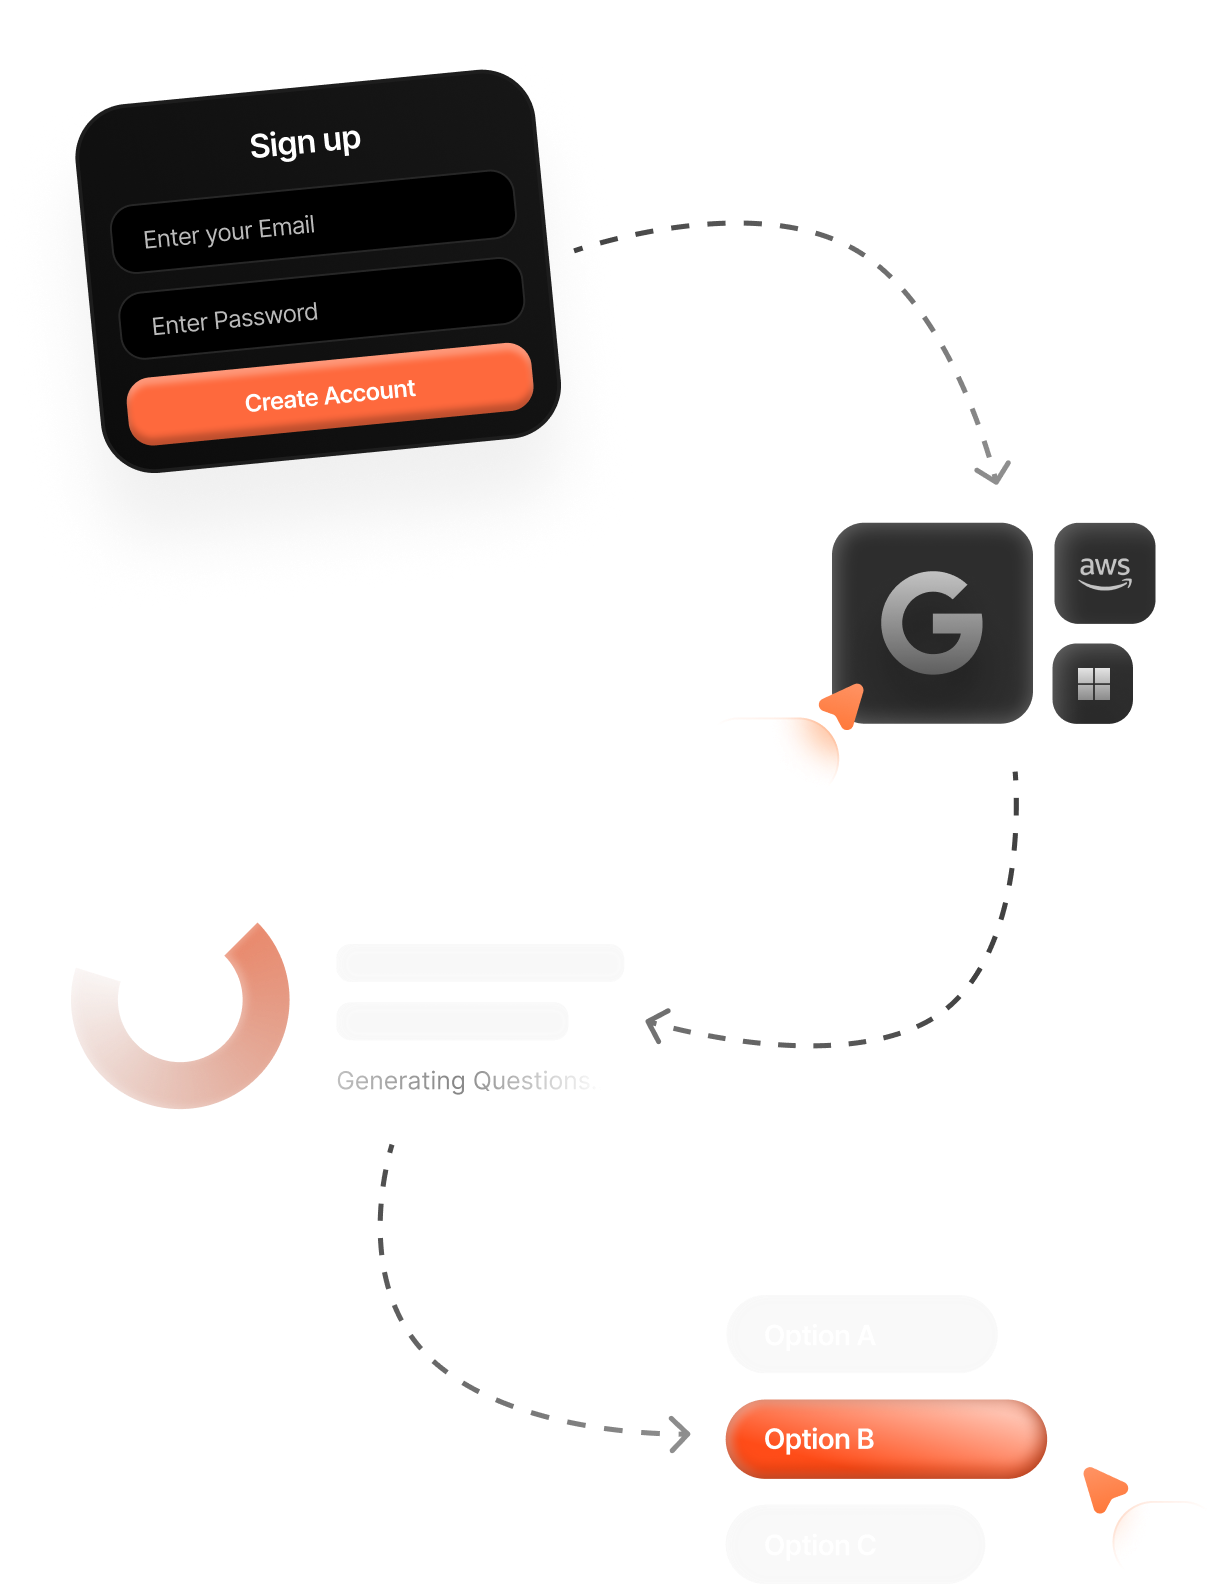 Sign up
Enter your Email
Enter Password
Create Account
G
aws
Generating Questions.
Option A
Option B
Option C